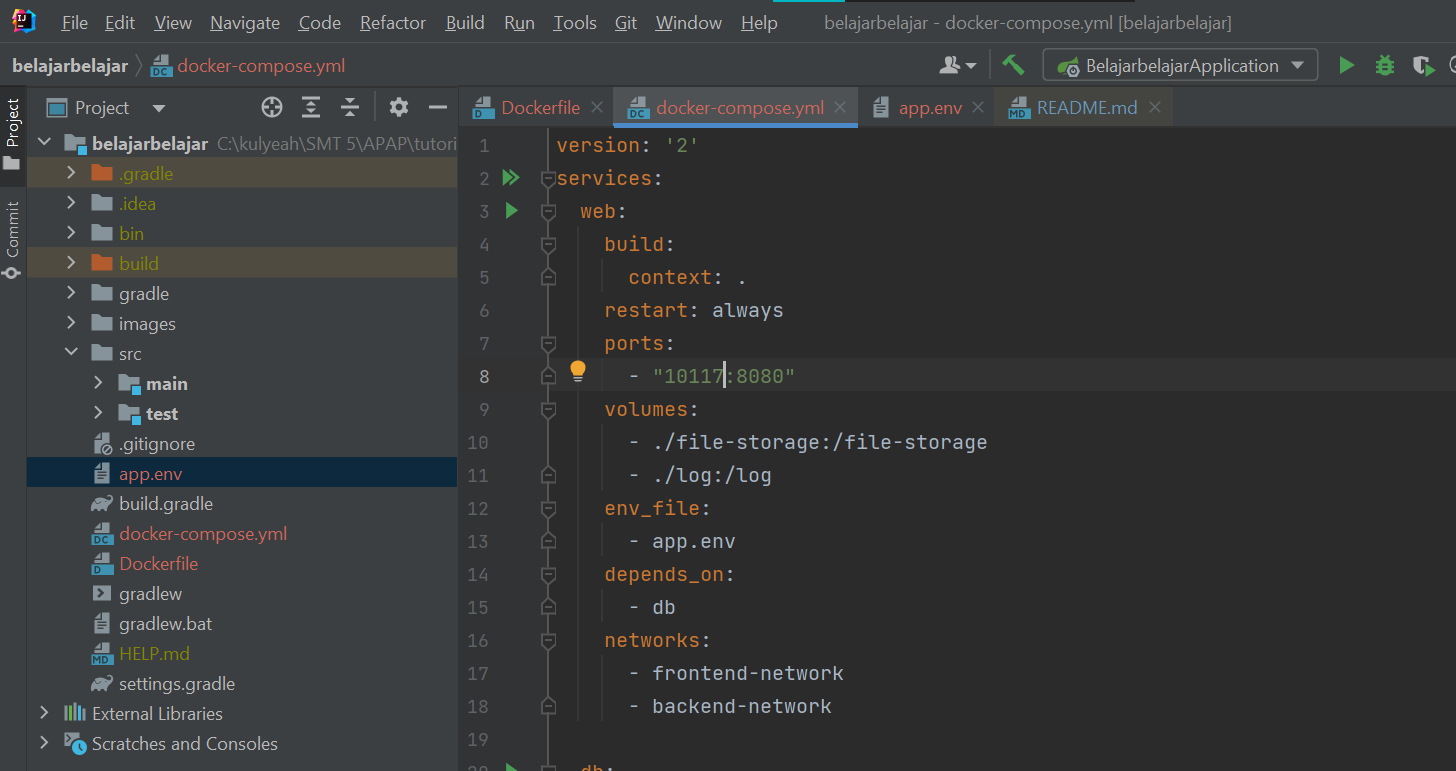 File Edit View Navigate Code Refactor Build Run Tools Git Window Help belajarbelajar - docker-compose.yml [belajarbelajar]
belajarbelajar docker-compose.yml BelajarbelajarApplication
Project
Commit
Project
belajarbelajar C:\kulyeah\SMT 5\APAP\tutori
.gradle
.idea
bin
build
gradle
images
src
main
test
.gitignore
app.env
build.gradle
docker-compose.yml
Dockerfile
gradlew
gradlew.bat
HELP.md
settings.gradle
External Libraries
Scratches and Consoles
Dockerfile docker-compose.yml app.env README.md
1 version: '2'
2 services:
3 web:
4 build:
5 context: .
6 restart: always
7 ports:
8 - "10117:8080"
9 volumes:
10 - ./file-storage:/file-storage
11 - ./log:/log
12 env_file:
13 - app.env
14 depends_on:
15 - db
16 networks:
17 - frontend-network
18 - backend-network
19
20 db: